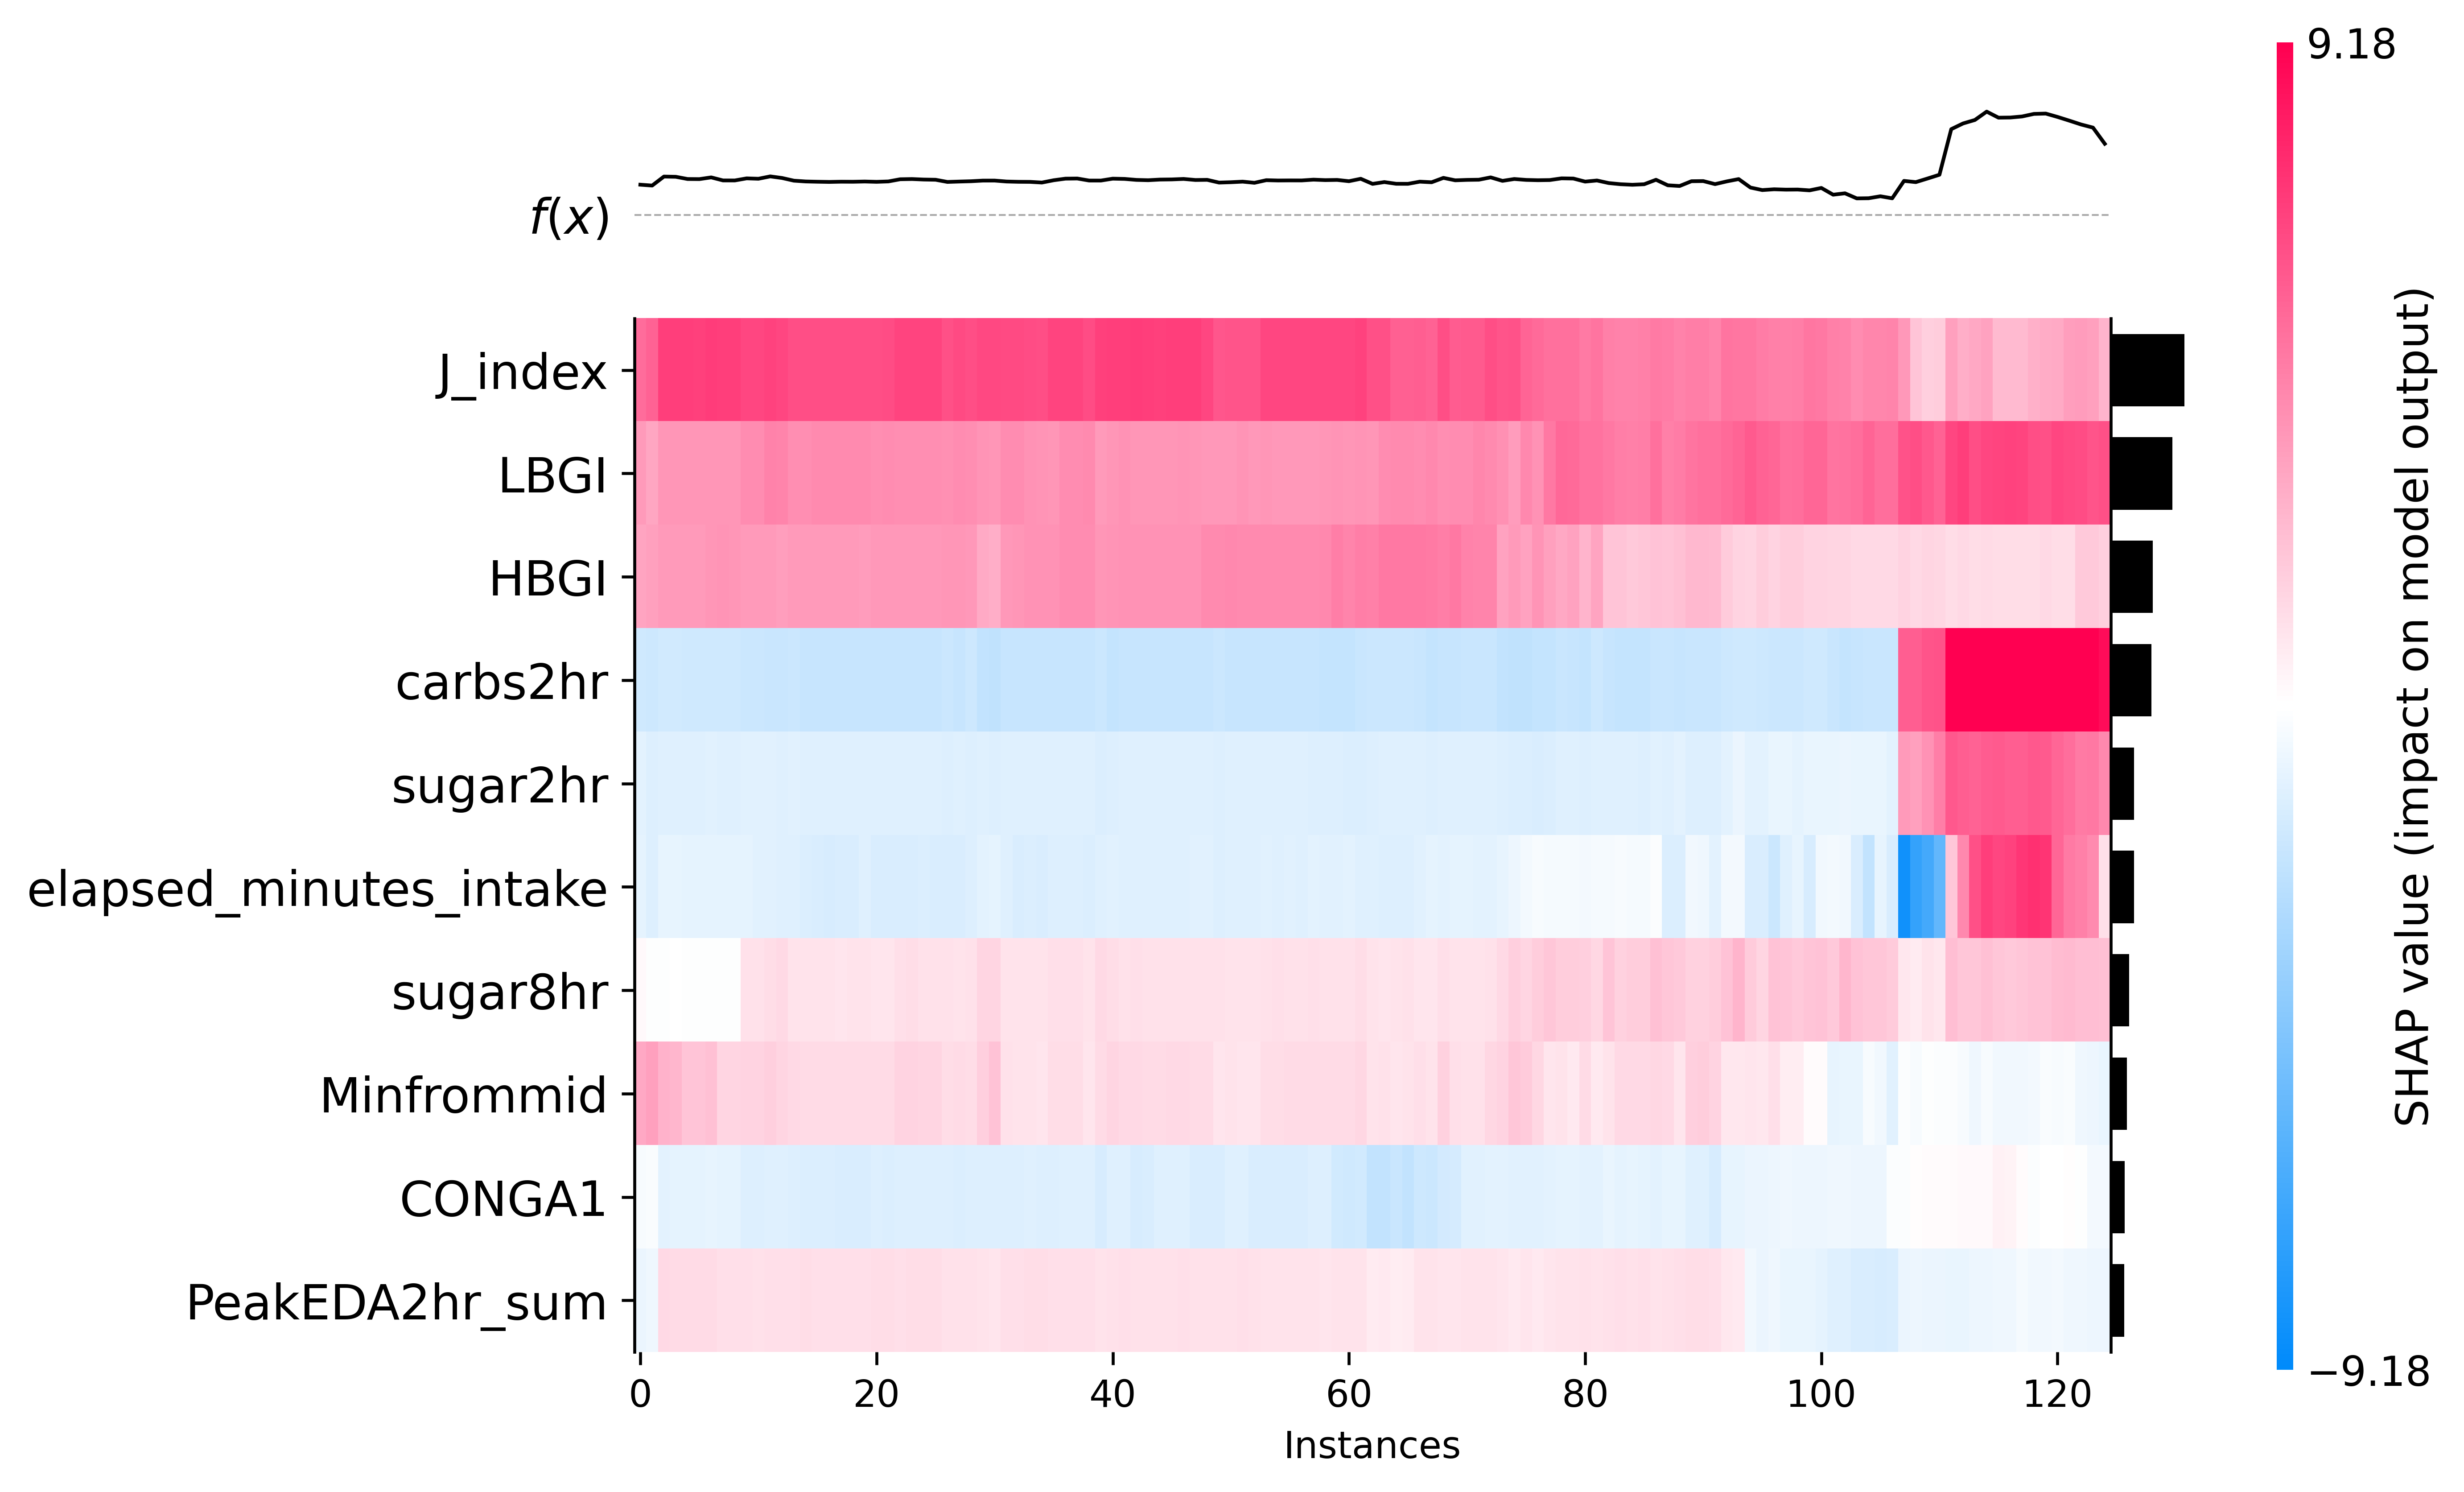 9.18
f(x)
J_index
LBGI
HBGI
carbs2hr
sugar2hr
elapsed_minutes_intake
sugar8hr
Minfrommid
CONGA1
PeakEDA2hr_sum
0 20 40 60 80 100 120
Instances
−9.18
SHAP value (impact on model output)